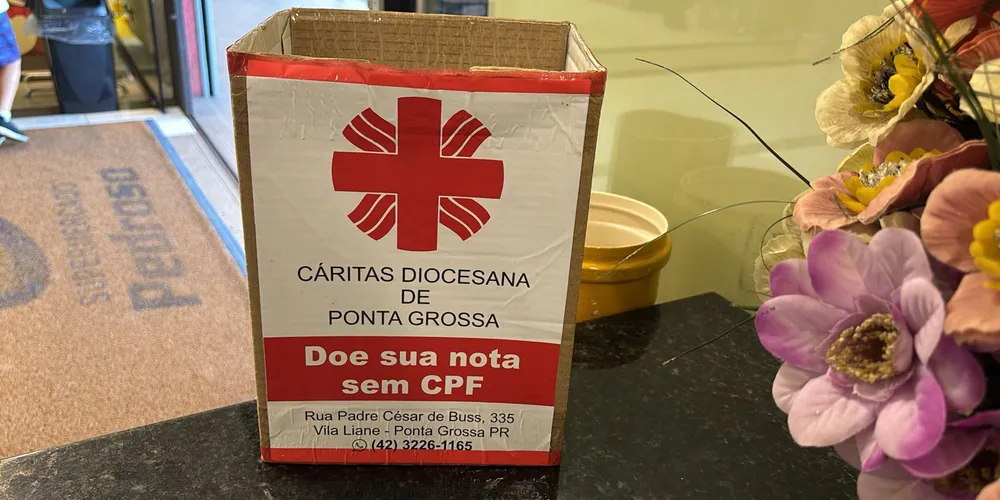 CÁRITAS DIOCESANA
DE
PONTA GROSSA
Doe sua nota
sem CPF
Rua Padre César de Buss, 335
Vila Liane - Ponta Grossa PR
(42) 3226-1165
SUPERMERCADO
Pedroso